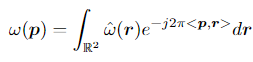 ω(p) = ∫_{ℝ²} ω̂(r)e^{−j2π<p,r>}dr